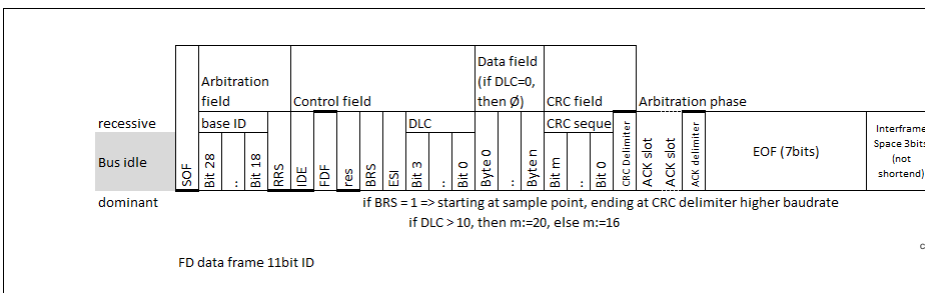 Data field
Arbitration
(if DLC=0,
field
Control field
then Ø)
CRC field
Arbitration phase
recessive
base ID
DLC
CRC seque
Bus idle
SOF
Bit 28
:
Bit 18
RRS
IDE
FDF
res
BRS
ESI
Bit 3
:
Bit 0
Byte 0
:
Byte n
Bit m
:
Bit 0
CRC Delimiter
ACK slot
ACK slot
ACK delimiter
EOF (7bits)
Interframe
Space 3bits
(not
shortend)
dominant
if BRS = 1 => starting at sample point, ending at CRC delimiter higher baudrate
if DLC > 10, then m:=20, else m:=16
FD data frame 11bit ID